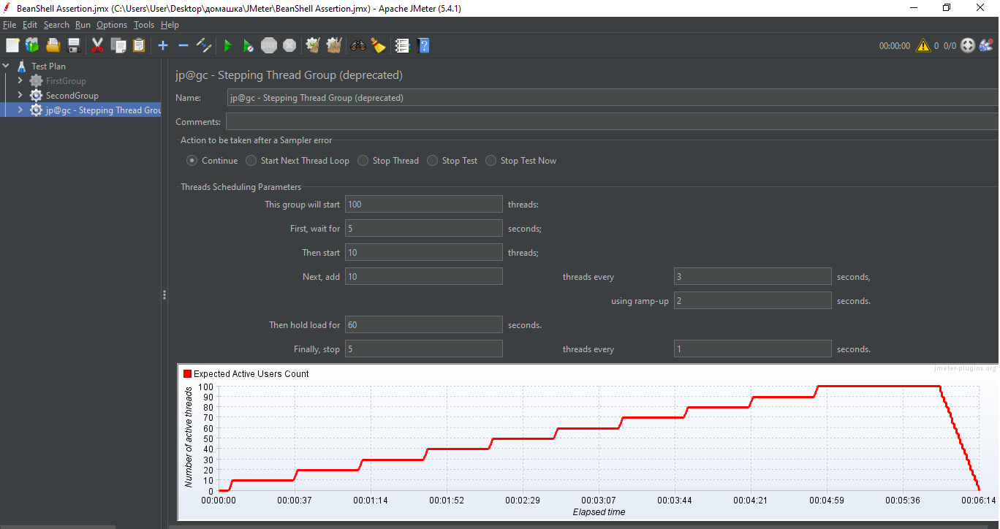 BeanShell Assertion.jmx (C:\Users\User\Desktop\домашка\JMeter\BeanShell Assertion.jmx) - Apache JMeter (5.4.1)
File Edit Search Run Options Tools Help
STOP
00:00:00 0 0/0
Test Plan
FirstGroup
SecondGroup
jp@gc - Stepping Thread Grou
jp@gc - Stepping Thread Group (deprecated)
Name: jp@gc - Stepping Thread Group (deprecated)
Comments:
Action to be taken after a Sampler error
Continue Start Next Thread Loop Stop Thread Stop Test Stop Test Now
Threads Scheduling Parameters
This group will start 100 threads:
First, wait for 5 seconds;
Then start 10 threads;
Next, add 10 threads every 3 seconds,
using ramp-up 2 seconds.
Then hold load for 60 seconds.
Finally, stop 5 threads every 1 seconds.
jmeter-plugins.org
Expected Active Users Count
Number of active threads
100
90
80
70
60
50
40
30
20
10
0
00:00:00 00:00:37 00:01:14 00:01:52 00:02:29 00:03:07 00:03:44 00:04:21 00:04:59 00:05:36 00:06:14
Elapsed time